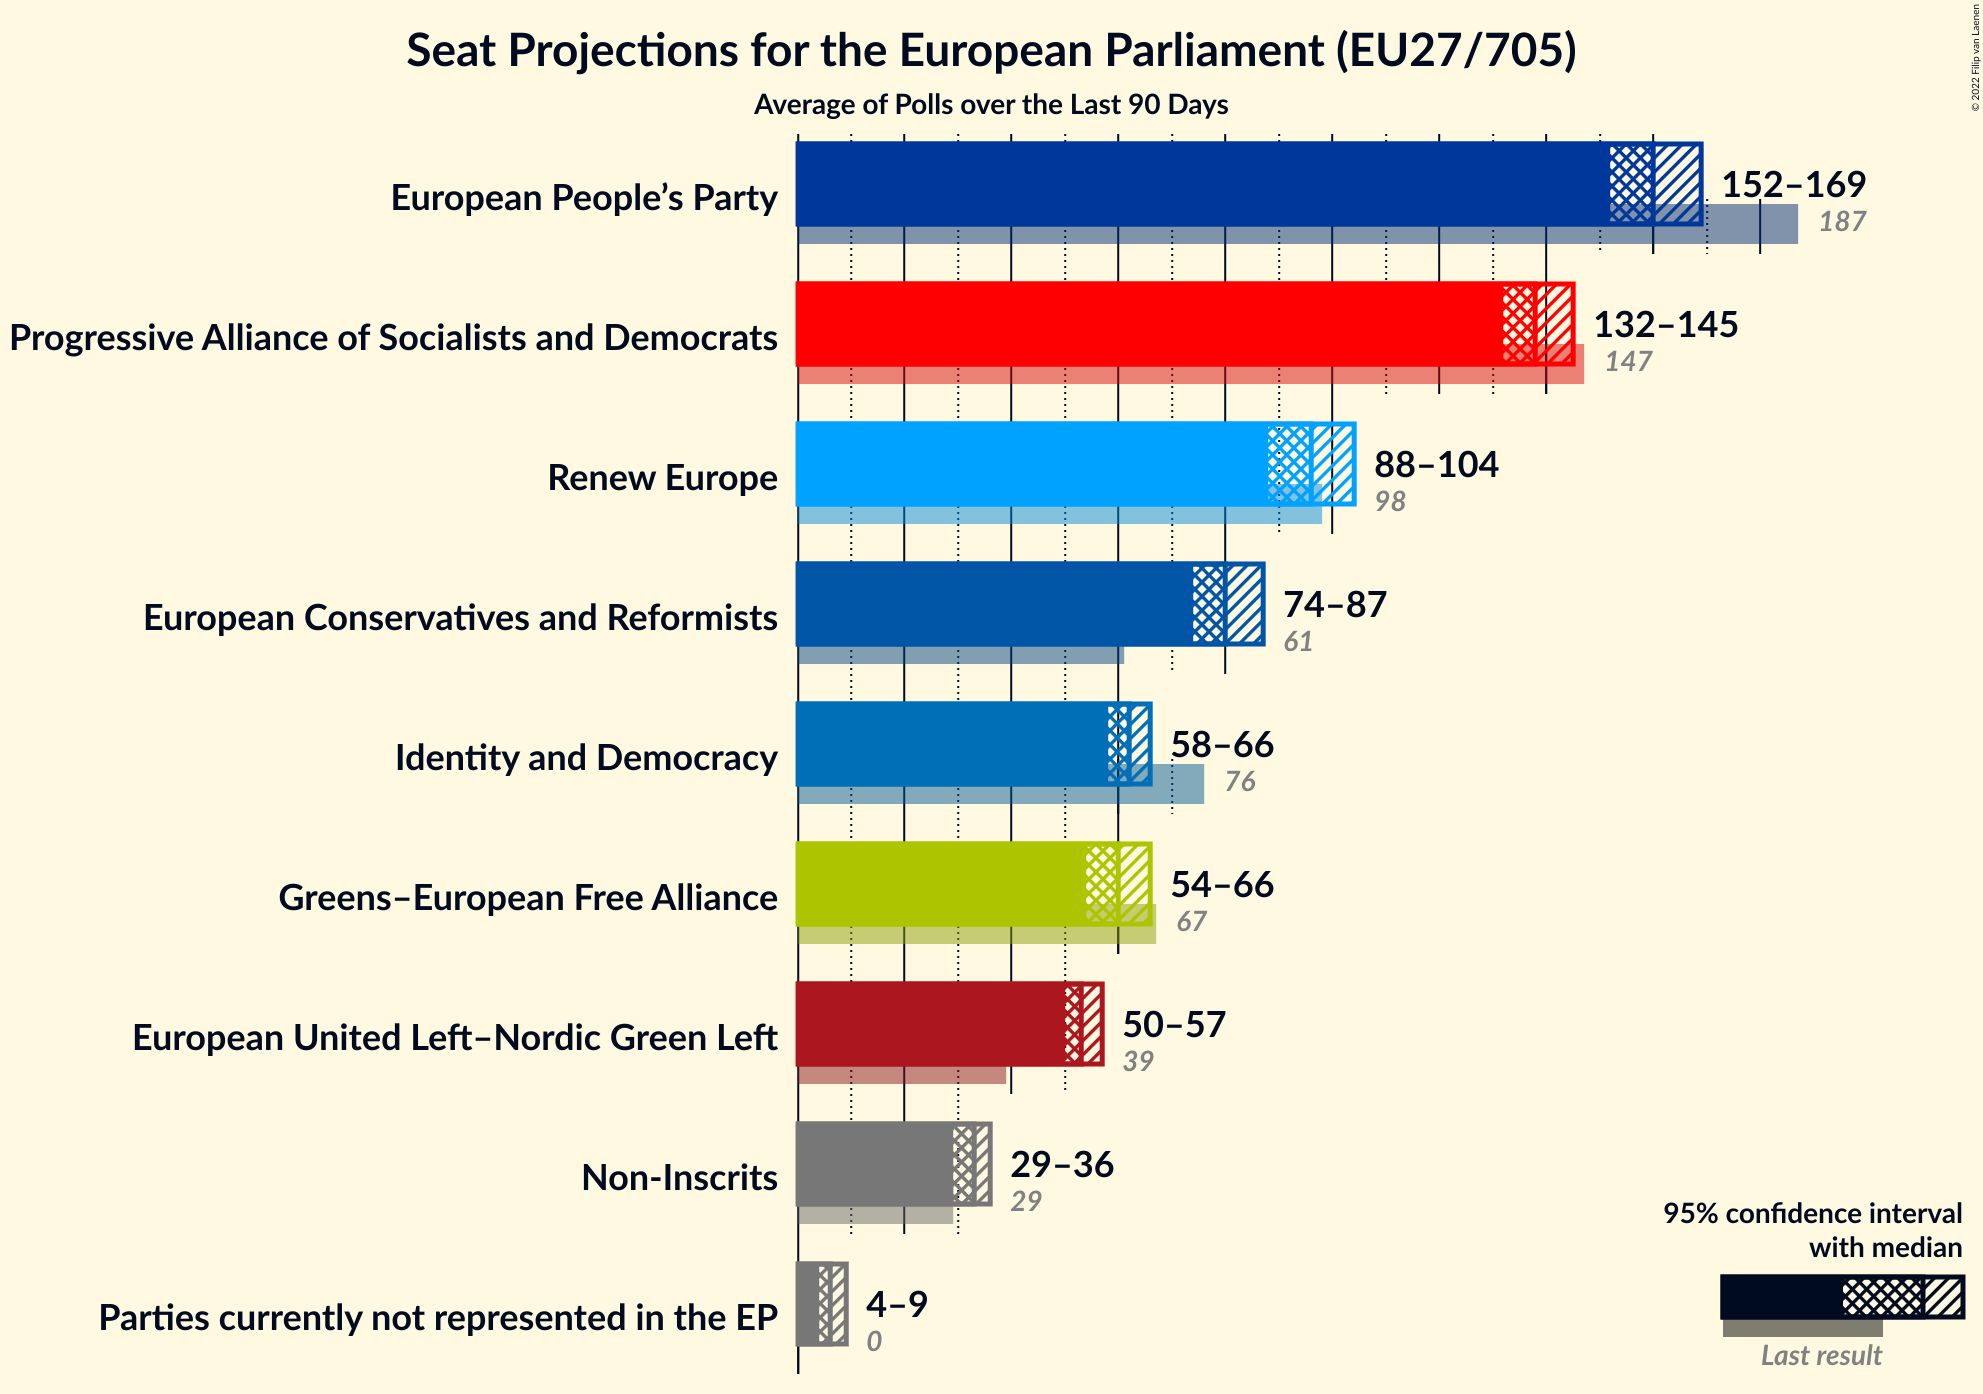 Seat Projections for the European Parliament (EU27/705)
Average of Polls over the Last 90 Days
© 2022 Filip van Laenen
European People’s Party
152–169
187
Progressive Alliance of Socialists and Democrats
132–145
147
Renew Europe
88–104
98
European Conservatives and Reformists
74–87
61
Identity and Democracy
58–66
76
Greens–European Free Alliance
54–66
67
European United Left–Nordic Green Left
50–57
39
Non-Inscrits
29–36
29
Parties currently not represented in the EP
4–9
0
95% confidence interval
with median
Last result